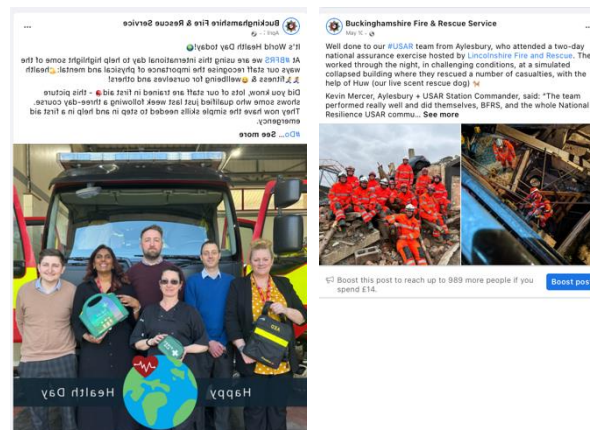 Buckinghamshire Fire & Rescue Service
It's World Health Day today!
At #BFRS we are using this international day to help highlight some of the
ways our staff recognise the importance of physical and mental: health
fitness & wellbeing for ourselves and others!
Did you know, lots of our staff are trained in first aid - this picture
shows some who qualified just last week following a three-day course.
They now have the simple skills needed to step in and help in a first aid
emergency.
#Do... See more
Happy Health Day
Buckinghamshire Fire & Rescue Service
Well done to our #USAR team from Aylesbury, who attended a two-day
national assurance exercise hosted by Lincolnshire Fire and Rescue. The
worked through the night, in challenging conditions, at a simulated
collapsed building where they rescued a number of casualties, with the
help of Huw (our live scent rescue dog)
Kevin Mercer, Aylesbury + USAR Station Commander, said: "The team
performed really well and did themselves, BFRS, and the whole National
Resilience USAR commu... See more
Boost this post to reach up to 989 more people if you
spend £14.
Boost pos